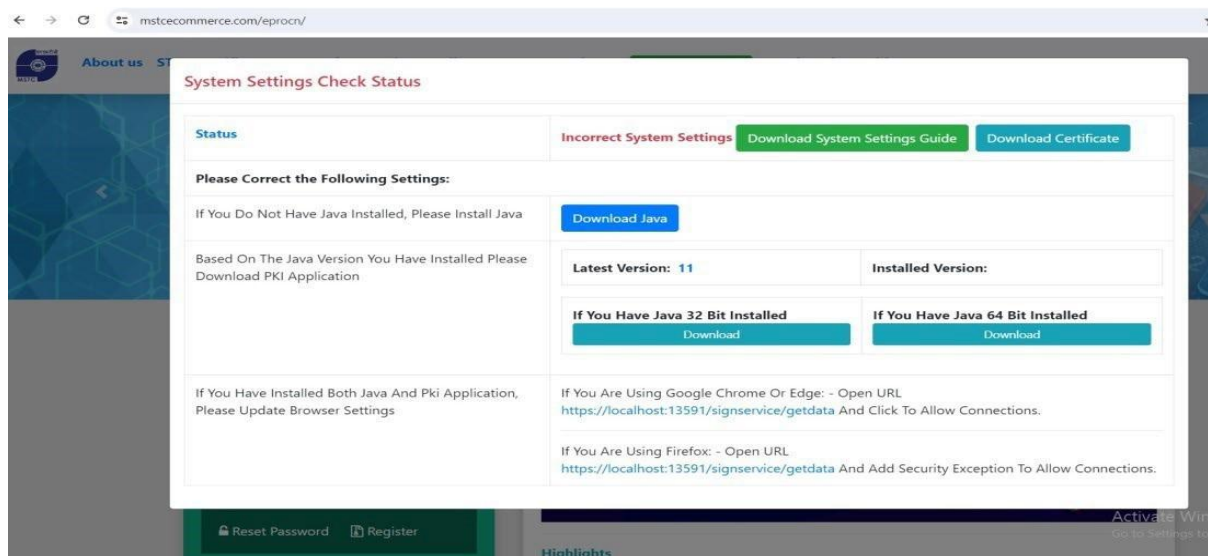 mstcecommerce.com/eprocn/
About us
System Settings Check Status
Status
Incorrect System Settings Download System Settings Guide Download Certificate
Please Correct the Following Settings:
If You Do Not Have Java Installed, Please Install Java
Download Java
Based On The Java Version You Have Installed Please
Download PKI Application
Latest Version: 11 Installed Version:
If You Have Java 32 Bit Installed If You Have Java 64 Bit Installed
Download Download
If You Have Installed Both Java And Pki Application,
Please Update Browser Settings
If You Are Using Google Chrome Or Edge: - Open URL
https://localhost:13591/signservice/getdata And Click To Allow Connections.
If You Are Using Firefox: - Open URL
https://localhost:13591/signservice/getdata And Add Security Exception To Allow Connections.
Reset Password Register
Highlights
Activate Win
Go to Settings to